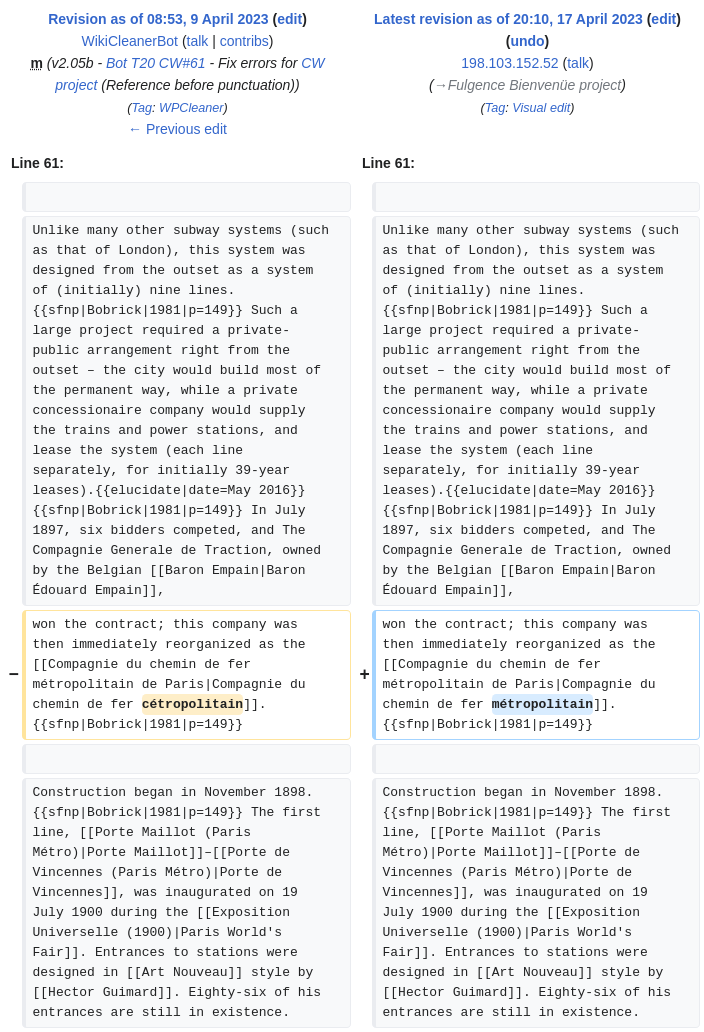 Revision as of 08:53, 9 April 2023 (edit)
WikiCleanerBot (talk | contribs)
m (v2.05b - Bot T20 CW#61 - Fix errors for CW
project (Reference before punctuation))
(Tag: WPCleaner)
← Previous edit
Latest revision as of 20:10, 17 April 2023 (edit)
(undo)
198.103.152.52 (talk)
(→Fulgence Bienvenüe project)
(Tag: Visual edit)
Line 61:
Line 61:
Unlike many other subway systems (such
as that of London), this system was
designed from the outset as a system
of (initially) nine lines.
{{sfnp|Bobrick|1981|p=149}} Such a
large project required a private-
public arrangement right from the
outset – the city would build most of
the permanent way, while a private
concessionaire company would supply
the trains and power stations, and
lease the system (each line
separately, for initially 39-year
leases).{{elucidate|date=May 2016}}
{{sfnp|Bobrick|1981|p=149}} In July
1897, six bidders competed, and The
Compagnie Generale de Traction, owned
by the Belgian [[Baron Empain|Baron
Édouard Empain]],
Unlike many other subway systems (such
as that of London), this system was
designed from the outset as a system
of (initially) nine lines.
{{sfnp|Bobrick|1981|p=149}} Such a
large project required a private-
public arrangement right from the
outset – the city would build most of
the permanent way, while a private
concessionaire company would supply
the trains and power stations, and
lease the system (each line
separately, for initially 39-year
leases).{{elucidate|date=May 2016}}
{{sfnp|Bobrick|1981|p=149}} In July
1897, six bidders competed, and The
Compagnie Generale de Traction, owned
by the Belgian [[Baron Empain|Baron
Édouard Empain]],
−
won the contract; this company was
then immediately reorganized as the
[[Compagnie du chemin de fer
métropolitain de Paris|Compagnie du
chemin de fer cétropolitain]].
{{sfnp|Bobrick|1981|p=149}}
+
won the contract; this company was
then immediately reorganized as the
[[Compagnie du chemin de fer
métropolitain de Paris|Compagnie du
chemin de fer métropolitain]].
{{sfnp|Bobrick|1981|p=149}}
Construction began in November 1898.
{{sfnp|Bobrick|1981|p=149}} The first
line, [[Porte Maillot (Paris
Métro)|Porte Maillot]]–[[Porte de
Vincennes (Paris Métro)|Porte de
Vincennes]], was inaugurated on 19
July 1900 during the [[Exposition
Universelle (1900)|Paris World's
Fair]]. Entrances to stations were
designed in [[Art Nouveau]] style by
[[Hector Guimard]]. Eighty-six of his
entrances are still in existence.
Construction began in November 1898.
{{sfnp|Bobrick|1981|p=149}} The first
line, [[Porte Maillot (Paris
Métro)|Porte Maillot]]–[[Porte de
Vincennes (Paris Métro)|Porte de
Vincennes]], was inaugurated on 19
July 1900 during the [[Exposition
Universelle (1900)|Paris World's
Fair]]. Entrances to stations were
designed in [[Art Nouveau]] style by
[[Hector Guimard]]. Eighty-six of his
entrances are still in existence.